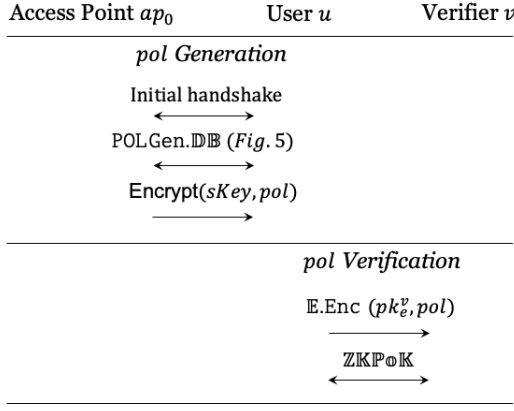 Access Point ap₀ User u Verifier v
pol Generation
Initial handshake
POLGen.𝔻𝔹 (Fig. 5)
Encrypt(sKey, pol)
pol Verification
𝔼.Enc (pkₑᵛ, pol)
ℤ𝕂ℙ𝕠𝕂